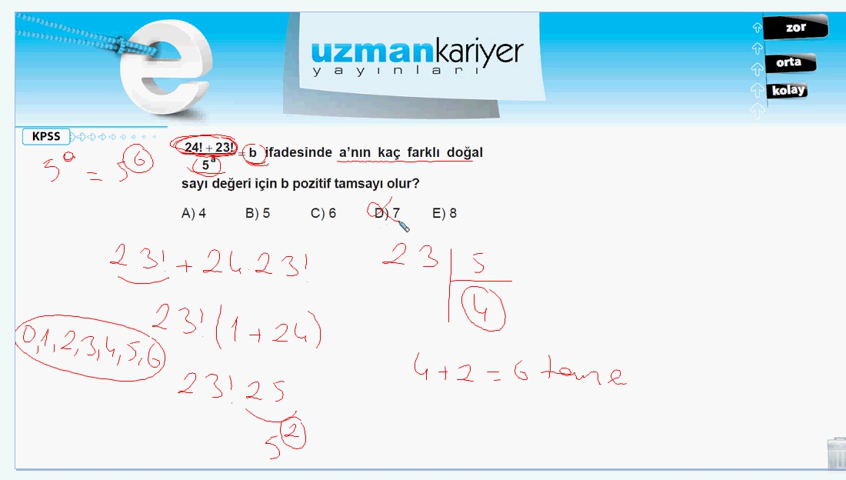 e
uzmankariyer
yayınları
zor
orta
kolay
KPSS
24! + 23! / 5^a = b ifadesinde a'nın kaç farklı doğal
sayı değeri için b pozitif tamsayı olur?
A) 4 B) 5 C) 6 D) 7 E) 8
5^a = 5^6
23! + 24.23!
23!(1+24)
23! 25
5^2
0,1,2,3,4,5,6
23 | 5
4
4+2=6 tane